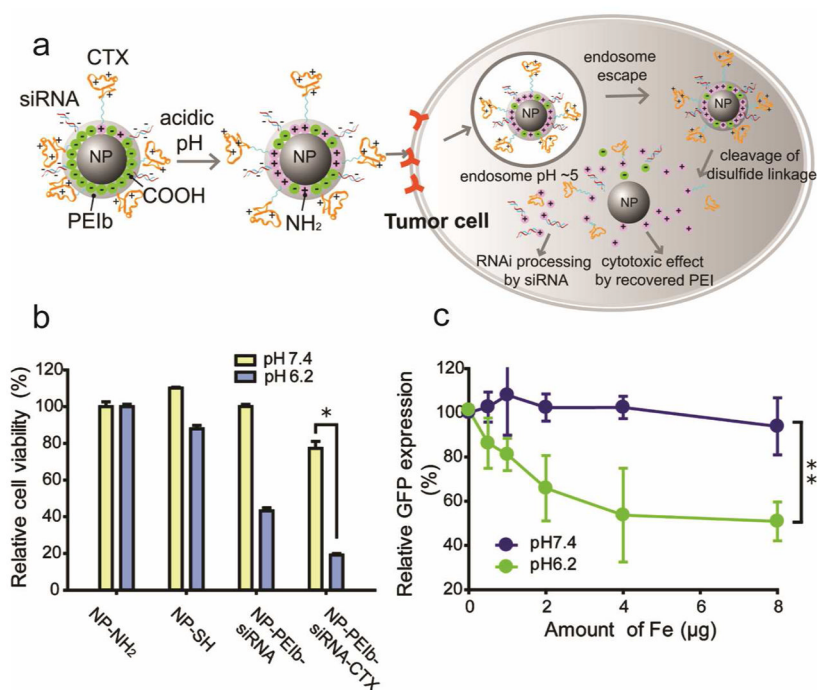 a
CTX
siRNA
acidic
pH
NP
NP
COOH
PEIb
NH₂
Tumor cell
NP
endosome pH ~5
endosome
escape
NP
cleavage of
disulfide linkage
NP
RNAi processing
by siRNA
cytotoxic effect
by recovered PEI
b
Relative cell viability (%)
120
100
80
60
40
20
0
pH 7.4
pH 6.2
*
NP-NH₂
NP-SH
NP-PEIb-
siRNA
NP-PEIb-
siRNA-CTX
c
Relative GFP expression
(%)
120
100
80
60
40
20
pH7.4
pH6.2
**
0
2
4
6
8
Amount of Fe (µg)